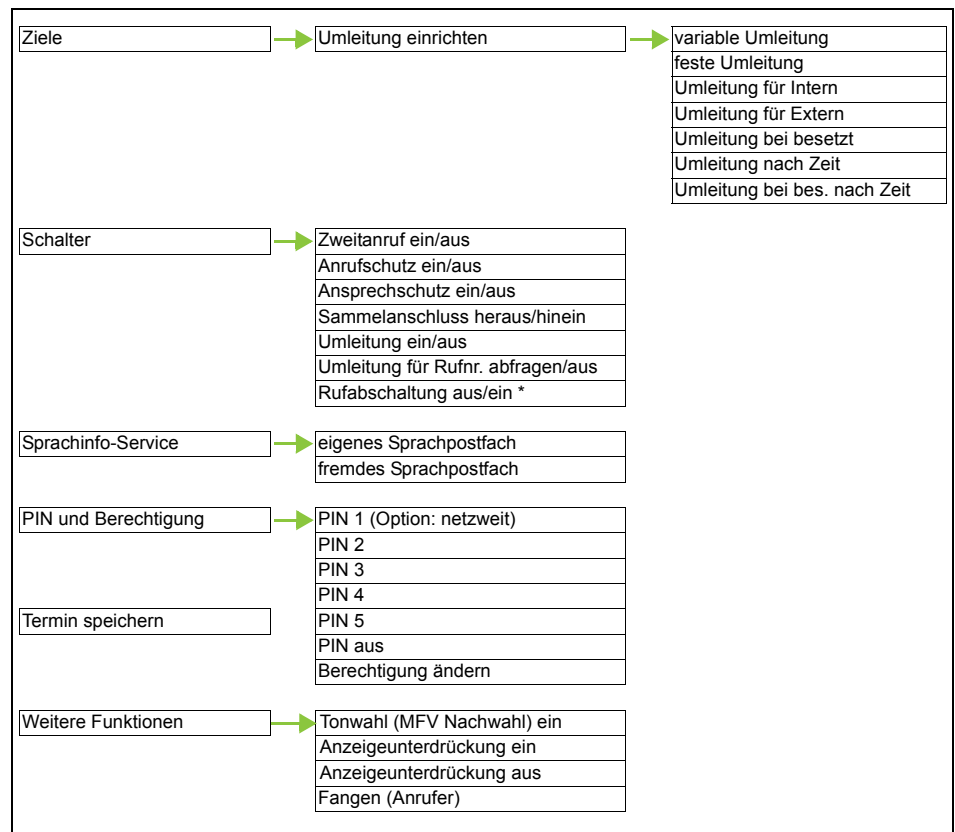 Ziele
Umleitung einrichten
variable Umleitung
feste Umleitung
Umleitung für Intern
Umleitung für Extern
Umleitung bei besetzt
Umleitung nach Zeit
Umleitung bei bes. nach Zeit
Schalter
Zweitanruf ein/aus
Anrufschutz ein/aus
Ansprechschutz ein/aus
Sammelanschluss heraus/hinein
Umleitung ein/aus
Umleitung für Rufnr. abfragen/aus
Rufabschaltung aus/ein *
Sprachinfo-Service
eigenes Sprachpostfach
fremdes Sprachpostfach
PIN und Berechtigung
PIN 1 (Option: netzweit)
PIN 2
PIN 3
PIN 4
Termin speichern
PIN 5
PIN aus
Berechtigung ändern
Weitere Funktionen
Tonwahl (MFV Nachwahl) ein
Anzeigeunterdrückung ein
Anzeigeunterdrückung aus
Fangen (Anrufer)